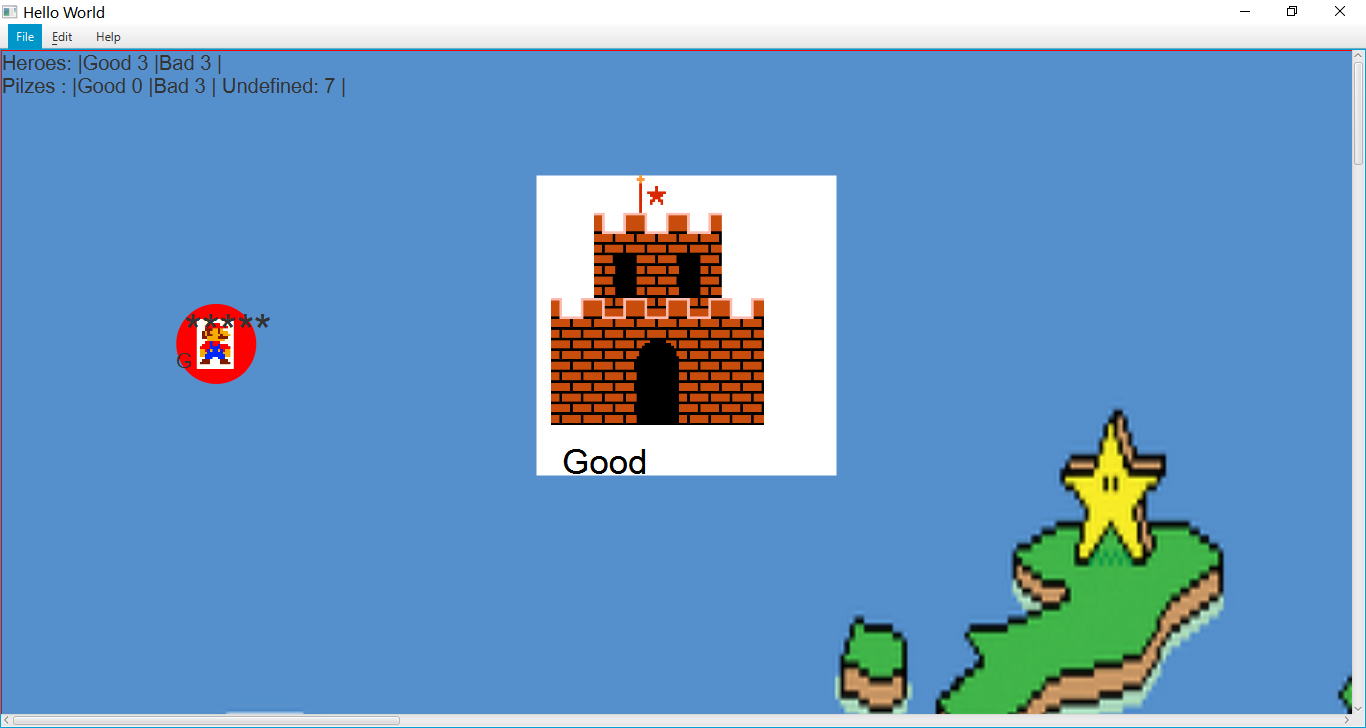 Hello World
File Edit Help
Heroes: |Good 3 |Bad 3 |
Pilzes : |Good 0 |Bad 3 | Undefined: 7 |
*****
G
Good